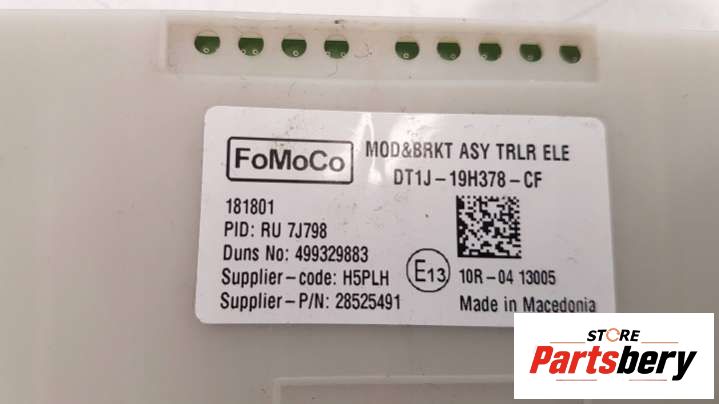 FoMoCo
MOD&BRKT ASY TRLR ELE
DT1J-19H378-CF
181801
PID: RU 7J798
Duns No: 499329883
Supplier-code: H5PLH
Supplier-P/N: 28525491
E13
10R-04 13005
Made in Macedonia
STORE
Partsbery